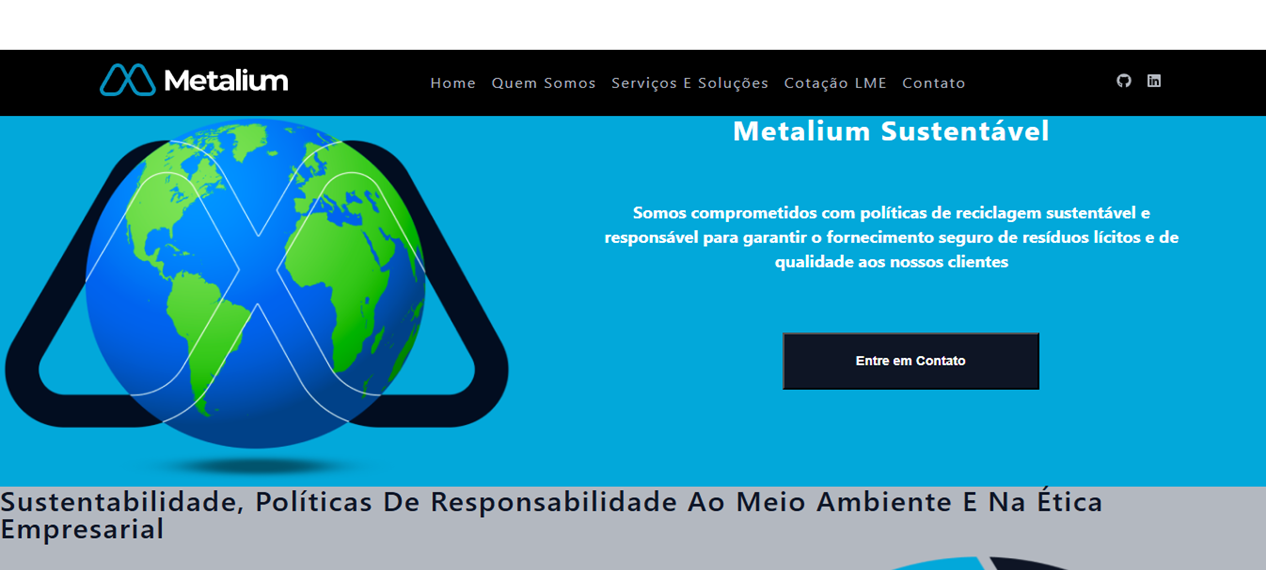 Metalium
Home Quem Somos Serviços E Soluções Cotação LME Contato
in
Metalium Sustentável
Somos comprometidos com políticas de reciclagem sustentável e
responsável para garantir o fornecimento seguro de resíduos lícitos e de
qualidade aos nossos clientes
Entre em Contato
Sustentabilidade, Políticas De Responsabilidade Ao Meio Ambiente E Na Ética
Empresarial